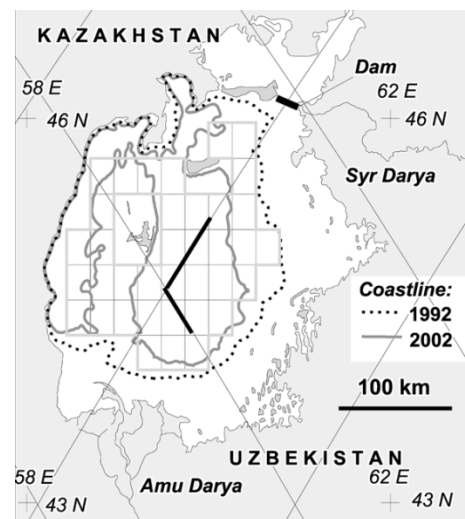 KAZAKHSTAN
Dam
58 E
62 E
46 N
46 N
Syr Darya
Coastline:
1992
2002
100 km
UZBEKISTAN
58 E
62 E
Amu Darya
43 N
43 N